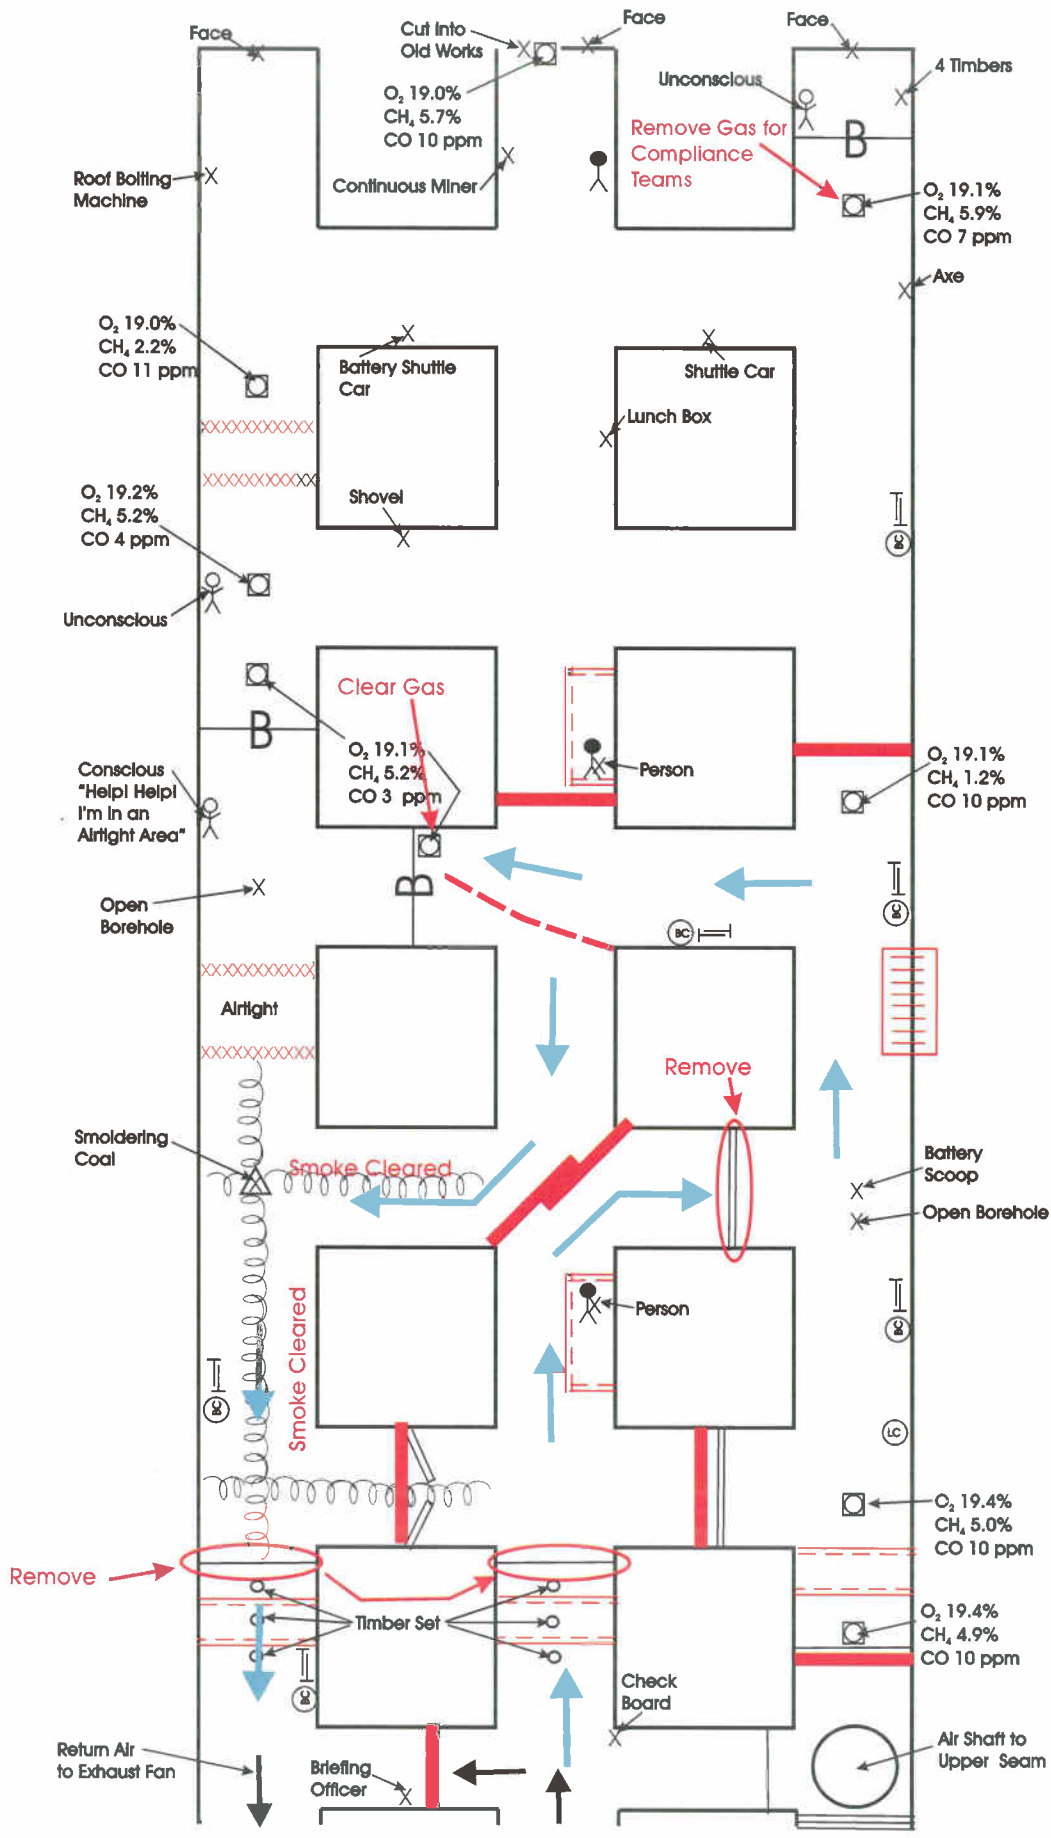 Face
Cut Into
Old Works
Face
Face
4 Timbers
Unconscious
O₂ 19.0%
CH₄ 5.7%
CO 10 ppm
Remove Gas for
Compliance
Teams
B
Roof Bolting
Machine
Continuous Miner
O₂ 19.1%
CH₄ 5.9%
CO 7 ppm
Axe
O₂ 19.0%
CH₄ 2.2%
CO 11 ppm
Battery Shuttle
Car
Shuttle Car
Lunch Box
XXXXXXXXXX
XXXXXXXXXX
O₂ 19.2%
CH₄ 5.2%
CO 4 ppm
Shovel
BC
Unconscious
Clear Gas
B
O₂ 19.1%
CH₄ 5.2%
CO 3 ppm
Person
O₂ 19.1%
CH₄ 1.2%
CO 10 ppm
Conscious
"Help! Help!
I'm in an
Airtight Area"
B
Open
Borehole
BC
BC
XXXXXXXXXX
Airtight
XXXXXXXXXX
Remove
Smoldering
Coal
Smoke Cleared
Battery
Scoop
Open Borehole
Smoke Cleared
Person
BC
BC
LC
O₂ 19.4%
CH₄ 5.0%
CO 10 ppm
Remove
Timber Set
O₂ 19.4%
CH₄ 4.9%
CO 10 ppm
BC
Check
Board
Return Air
to Exhaust Fan
Briefing
Officer
Air Shaft to
Upper Seam